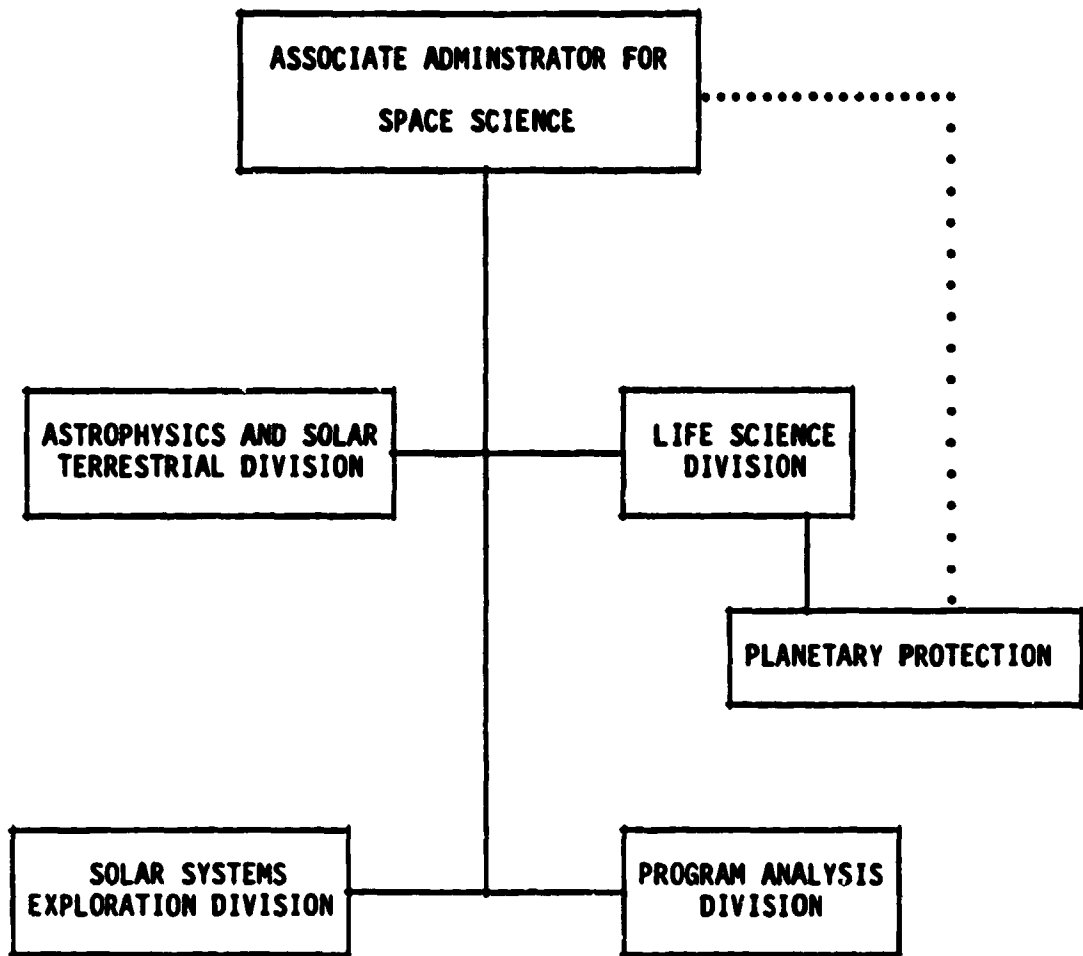 ASSOCIATE ADMINSTRATOR FOR
SPACE SCIENCE
ASTROPHYSICS AND SOLAR
TERRESTRIAL DIVISION
LIFE SCIENCE
DIVISION
PLANETARY PROTECTION
SOLAR SYSTEMS
EXPLORATION DIVISION
PROGRAM ANALYSIS
DIVISION